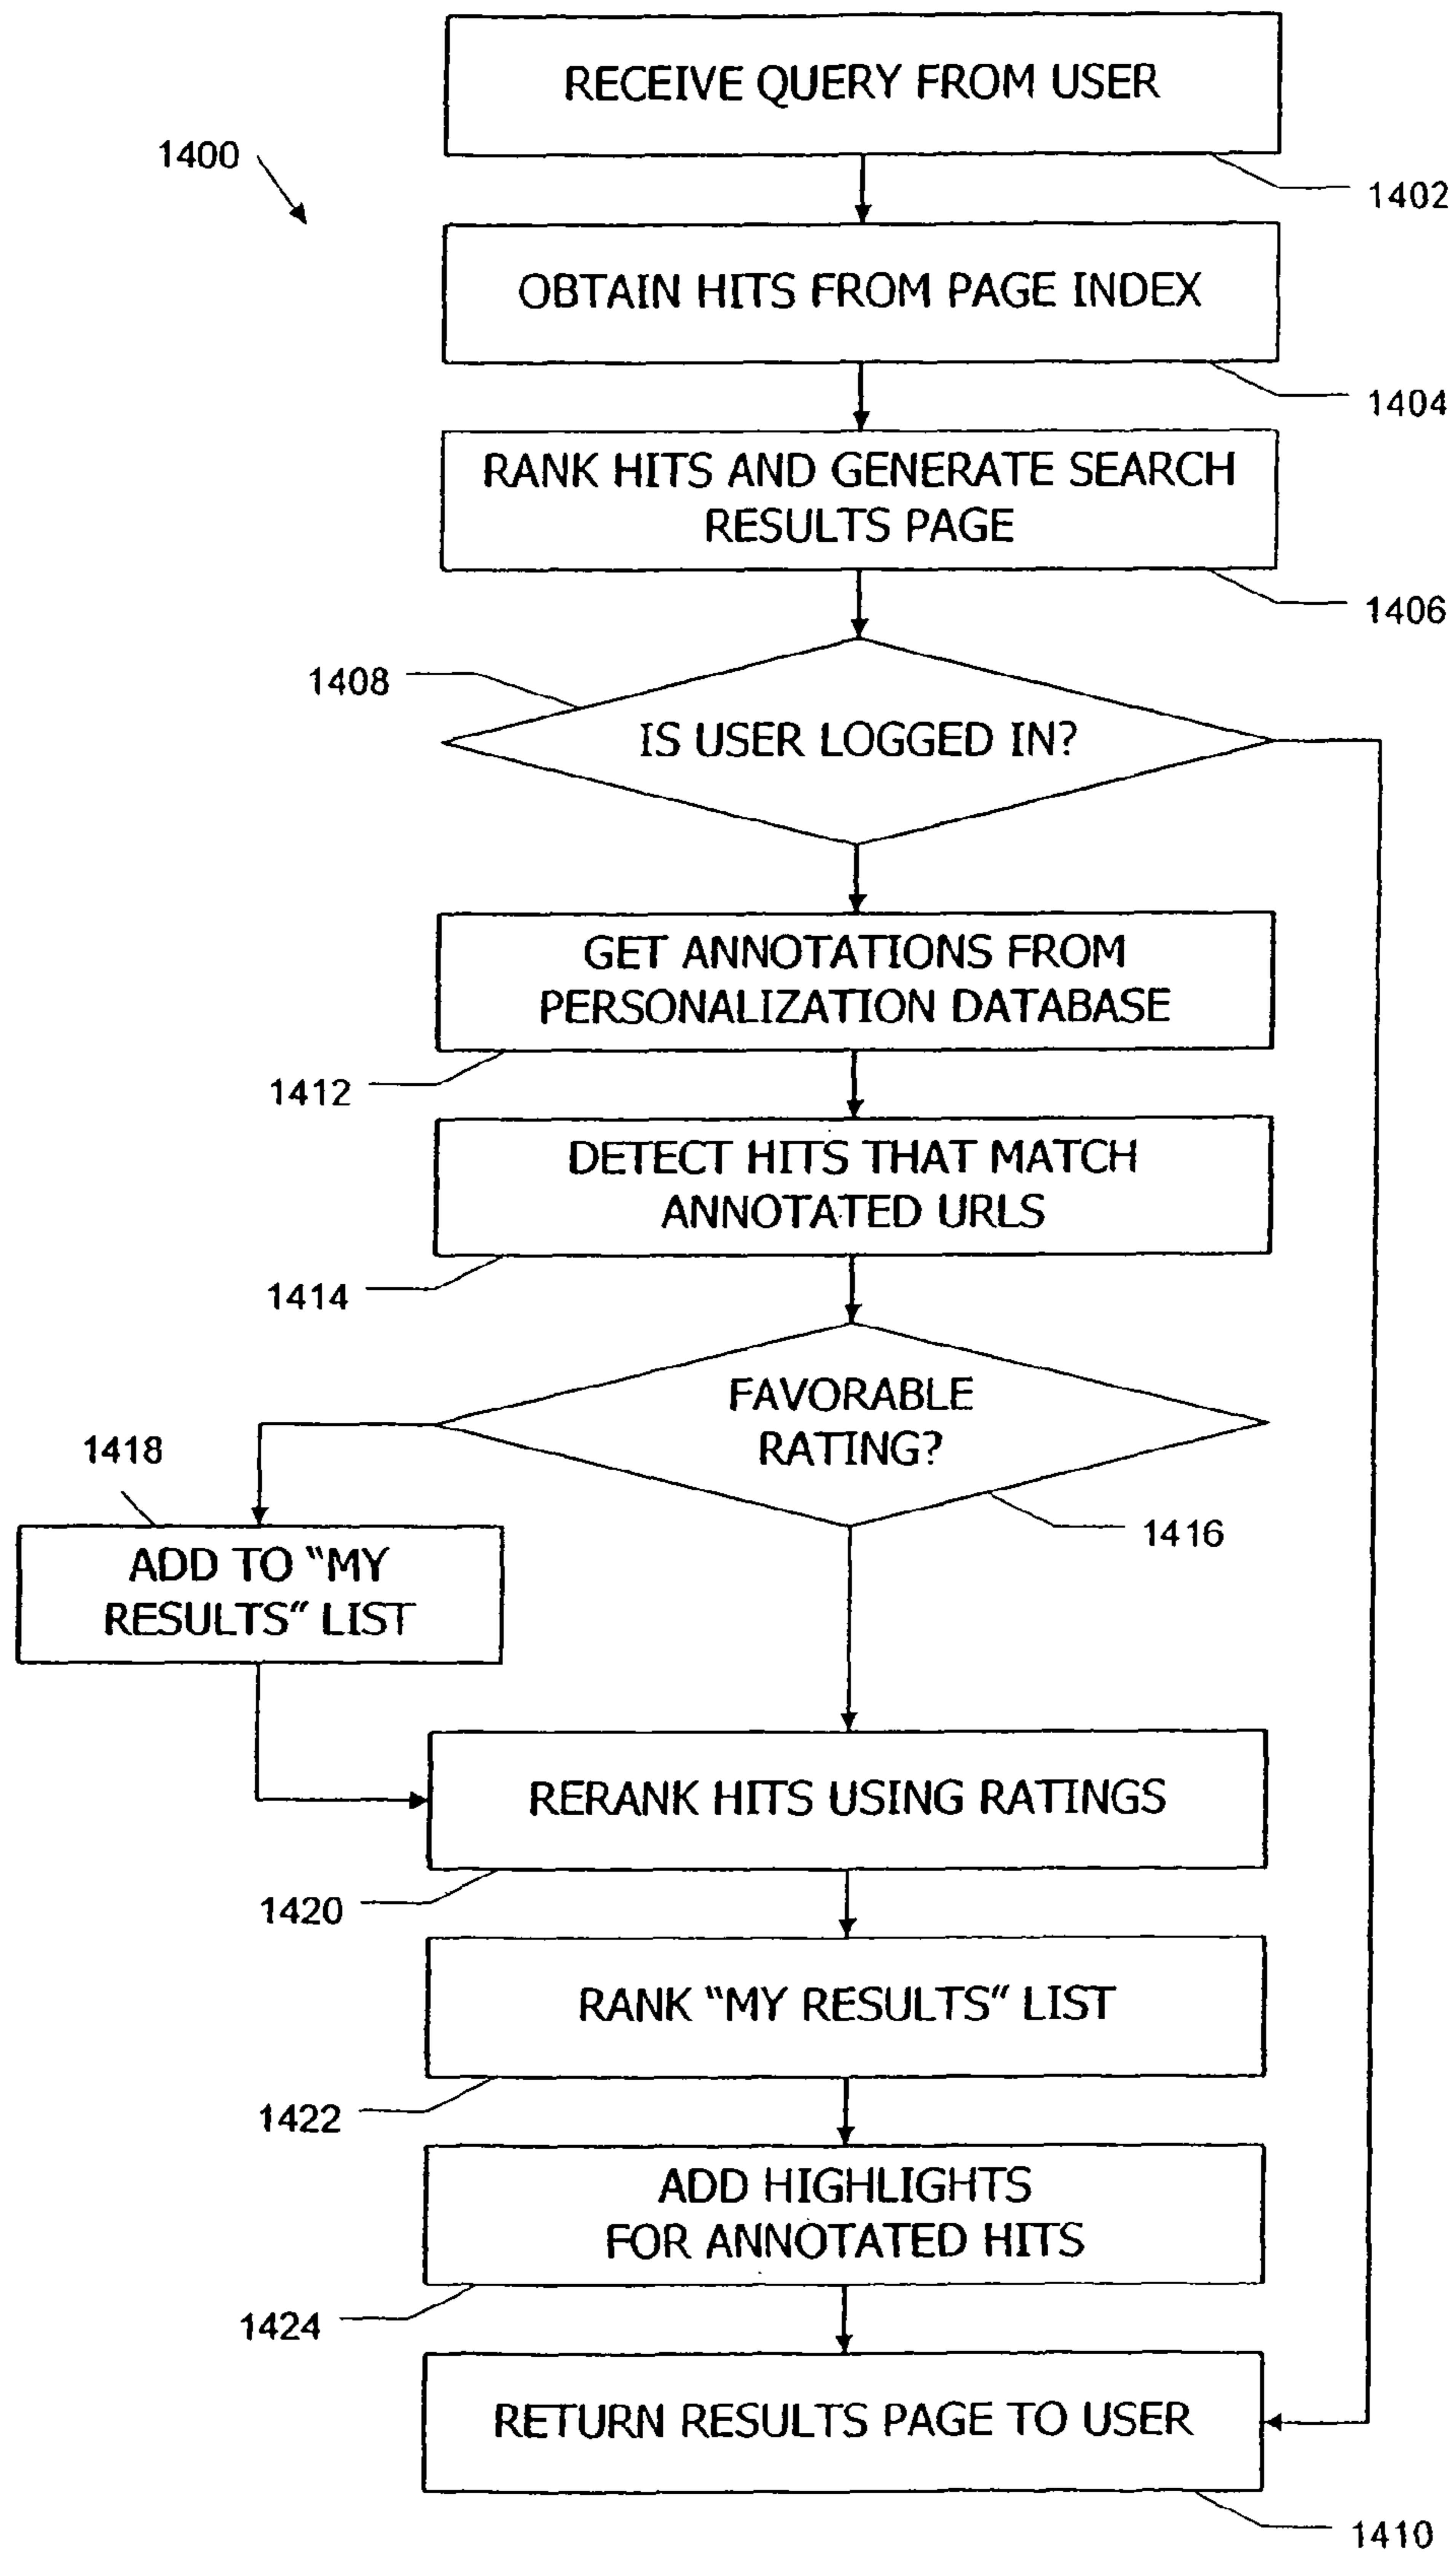 RECEIVE QUERY FROM USER
1400
1402
OBTAIN HITS FROM PAGE INDEX
1404
RANK HITS AND GENERATE SEARCH
RESULTS PAGE
1406
1408
IS USER LOGGED IN?
GET ANNOTATIONS FROM
PERSONALIZATION DATABASE
1412
DETECT HITS THAT MATCH
ANNOTATED URLS
1414
FAVORABLE
RATING?
1416
1418
ADD TO “MY
RESULTS” LIST
RERANK HITS USING RATINGS
1420
RANK “MY RESULTS” LIST
1422
ADD HIGHLIGHTS
FOR ANNOTATED HITS
1424
RETURN RESULTS PAGE TO USER
1410